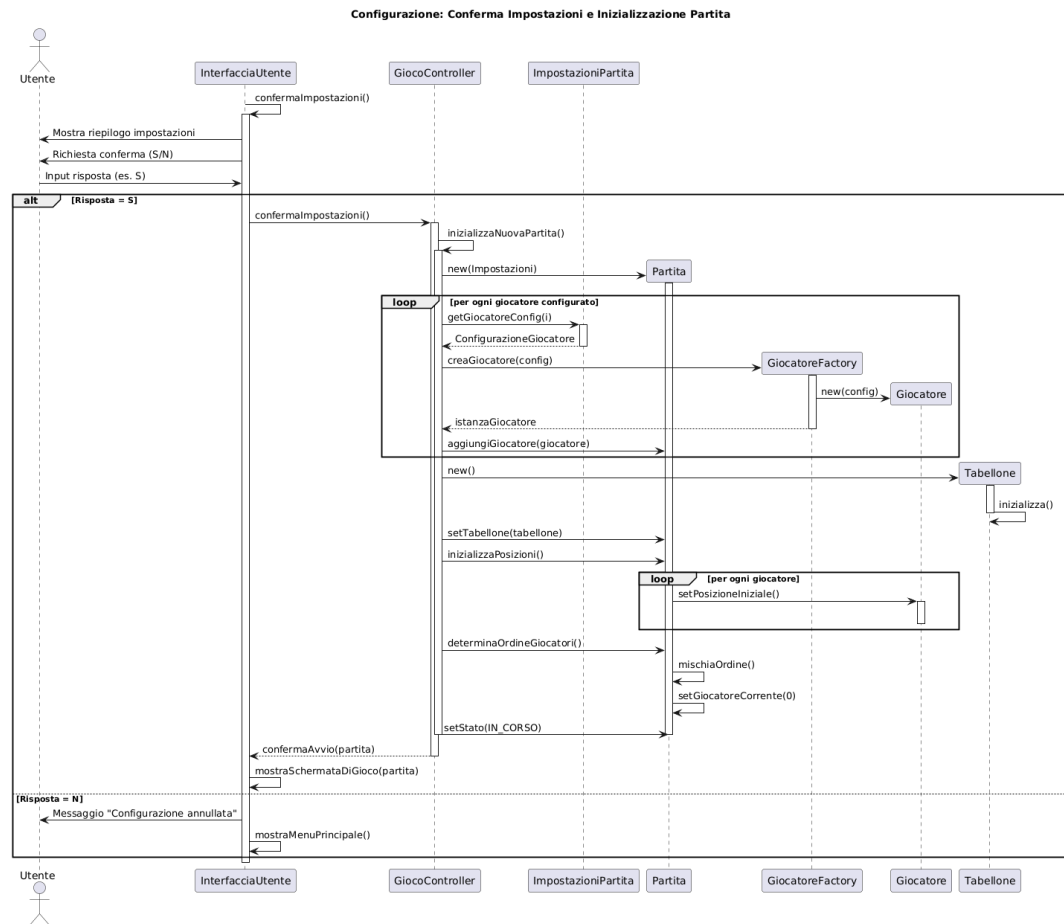 Configurazione: Conferma Impostazioni e Inizializzazione Partita
Utente
InterfacciaUtente
GiocoController
ImpostazioniPartita
confermaImpostazioni()
Mostra riepilogo impostazioni
Richiesta conferma (S/N)
Input risposta (es. S)
alt [Risposta = S]
confermaImpostazioni()
inizializzaNuovaPartita()
new(Impostazioni)
Partita
loop [per ogni giocatore configurato]
getGiocatoreConfig(i)
ConfigurazioneGiocatore
creaGiocatore(config)
GiocatoreFactory
new(config)
Giocatore
istanzaGiocatore
aggiungiGiocatore(giocatore)
new()
Tabellone
inizializza()
setTabellone(tabellone)
inizializzaPosizioni()
loop [per ogni giocatore]
setPosizioneIniziale()
determinaOrdineGiocatori()
mischiaOrdine()
setGiocatoreCorrente(0)
setStato(IN_CORSO)
confermaAvvio(partita)
mostraSchermataDiGioco(partita)
[Risposta = N]
Messaggio "Configurazione annullata"
mostraMenuPrincipale()
Utente
InterfacciaUtente
GiocoController
ImpostazioniPartita
Partita
GiocatoreFactory
Giocatore
Tabellone